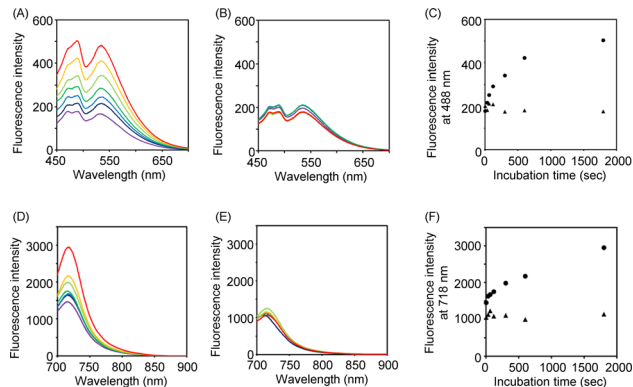 (A)
Fluorescence intensity
600
400
200
0
450
550
650
Wavelength (nm)
(B)
Fluorescence intensity
600
400
200
0
450
550
650
Wavelength (nm)
(C)
Fluorescence intensity
at 488 nm
600
400
200
0
0
500
1000
1500
2000
Incubation time (sec)
(D)
Fluorescence intensity
3000
2000
1000
0
700
750
800
850
900
Wavelength (nm)
(E)
Fluorescence intensity
3000
2000
1000
0
700
750
800
850
900
Wavelength (nm)
(F)
Fluorescence intensity
at 718 nm
3000
2000
1000
0
0
500
1000
1500
2000
Incubation time (sec)